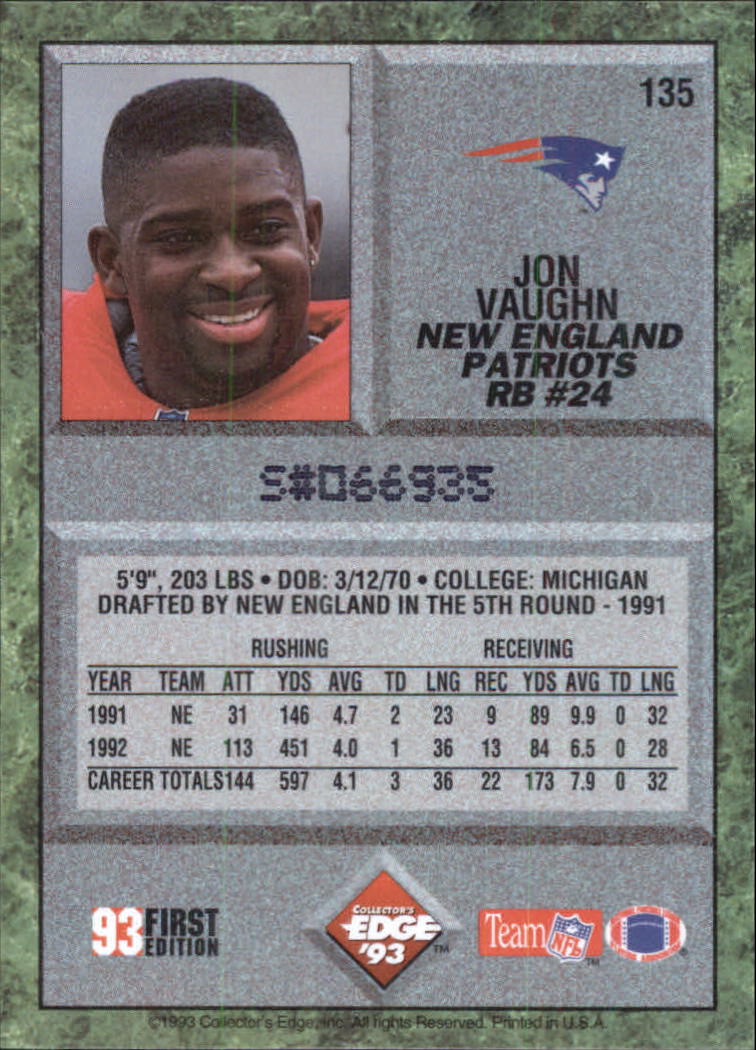 135
JON
VAUGHN
NEW ENGLAND
PATRIOTS
RB #24
S#066935
5'9", 203 LBS • DOB: 3/12/70 • COLLEGE: MICHIGAN
DRAFTED BY NEW ENGLAND IN THE 5TH ROUND - 1991
RUSHING RECEIVING
YEAR TEAM ATT YDS AVG TD LNG REC YDS AVG TD LNG
1991 NE 31 146 4.7 2 23 9 89 9.9 0 32
1992 NE 113 451 4.0 1 36 13 84 6.5 0 28
CAREER TOTALS 144 597 4.1 3 36 22 173 7.9 0 32
93 FIRST
EDITION
COLLECTOR'S
EDGE
'93 TM
Team NFL TM
®
©1993 Collector's Edge, Inc. All rights Reserved. Printed in U.S.A.